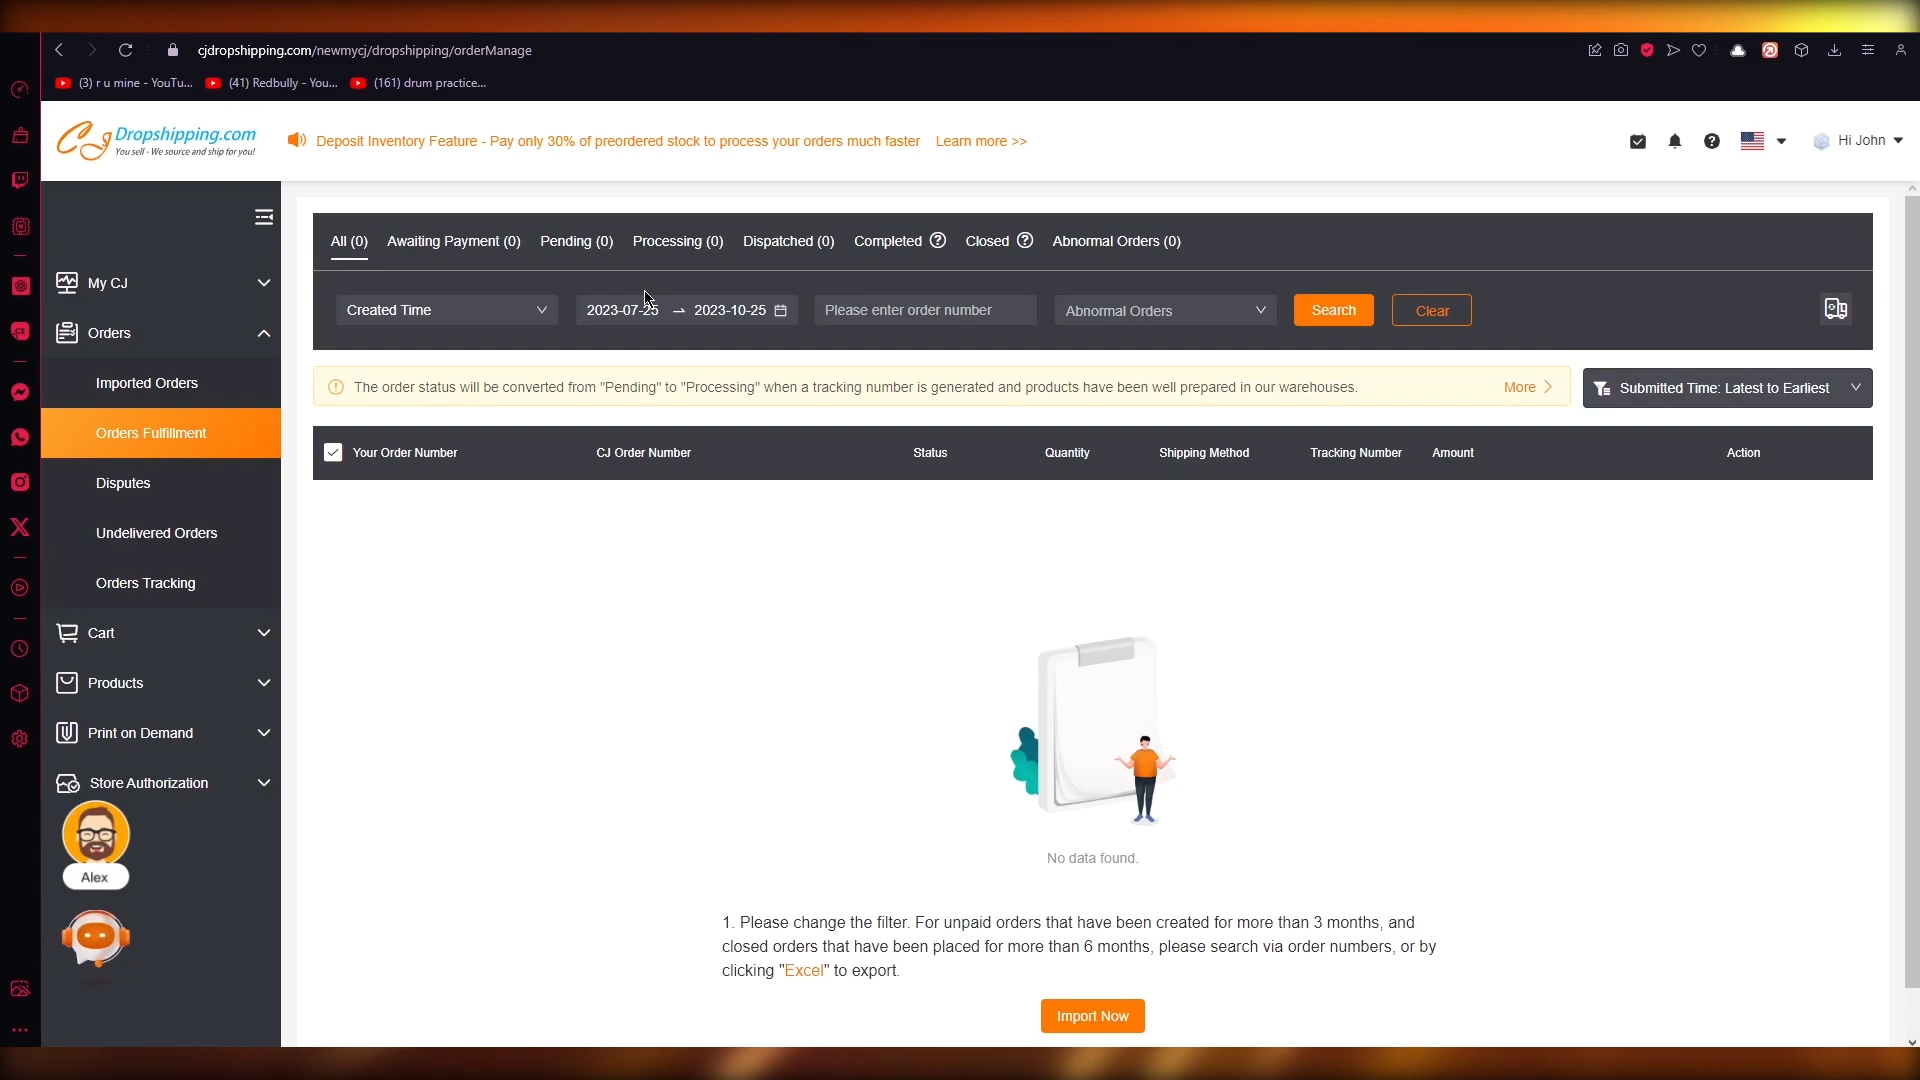 cjdropshipping.com/newmycj/dropshipping/orderManage
(3) r u mine - YouTu... (41) Redbully - You... (161) drum practice...
CJ Dropshipping.com
You sell - We source and ship for you!
Deposit Inventory Feature - Pay only 30% of preordered stock to process your orders much faster Learn more >>
Hi John
All (0) Awaiting Payment (0) Pending (0) Processing (0) Dispatched (0) Completed Closed Abnormal Orders (0)
My CJ
Created Time 2023-07-25 → 2023-10-25 Please enter order number Abnormal Orders Search Clear
Orders
Imported Orders
The order status will be converted from "Pending" to "Processing" when a tracking number is generated and products have been well prepared in our warehouses. More > Submitted Time: Latest to Earliest
Orders Fulfillment
Your Order Number CJ Order Number Status Quantity Shipping Method Tracking Number Amount Action
Disputes
Undelivered Orders
Orders Tracking
Cart
Products
Print on Demand
Store Authorization
Alex
No data found.
1. Please change the filter. For unpaid orders that have been created for more than 3 months, and
closed orders that have been placed for more than 6 months, please search via order numbers, or by
clicking "Excel" to export.
Import Now